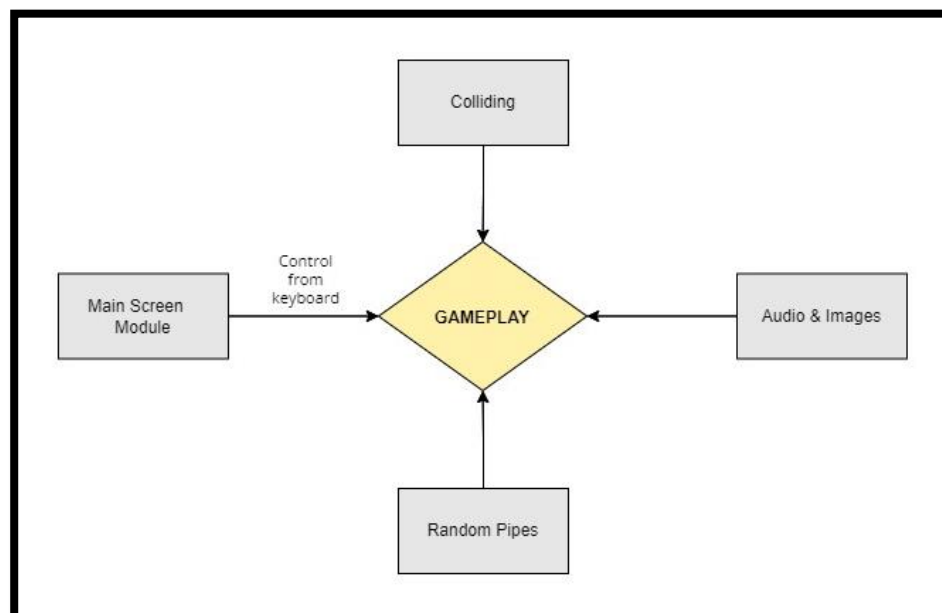 Colliding
Control
from
keyboard
Main Screen
Module
GAMEPLAY
Audio & Images
Random Pipes